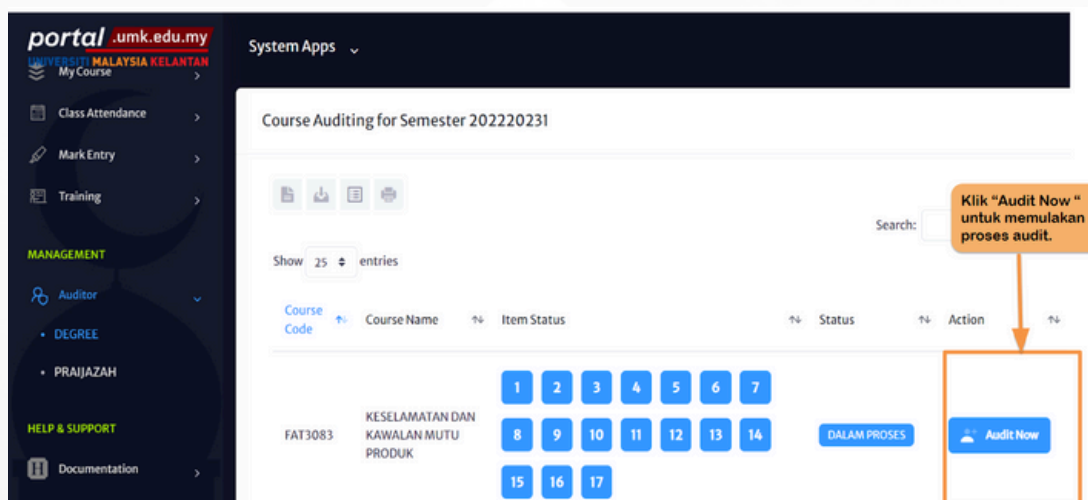 portal .umk.edu.my
UNIVERSITI MALAYSIA KELANTAN
My Course
Class Attendance
Mark Entry
Training
MANAGEMENT
Auditor
DEGREE
PRAIJAZAH
HELP & SUPPORT
Documentation
System Apps
Course Auditing for Semester 202220231
Search:
Klik “Audit Now “
untuk memulakan
proses audit.
Show 25 entries
Course
Code
Course Name
Item Status
Status
Action
FAT3083
KESELAMATAN DAN
KAWALAN MUTU
PRODUK
1 2 3 4 5 6 7
8 9 10 11 12 13 14
15 16 17
DALAM PROSES
Audit Now